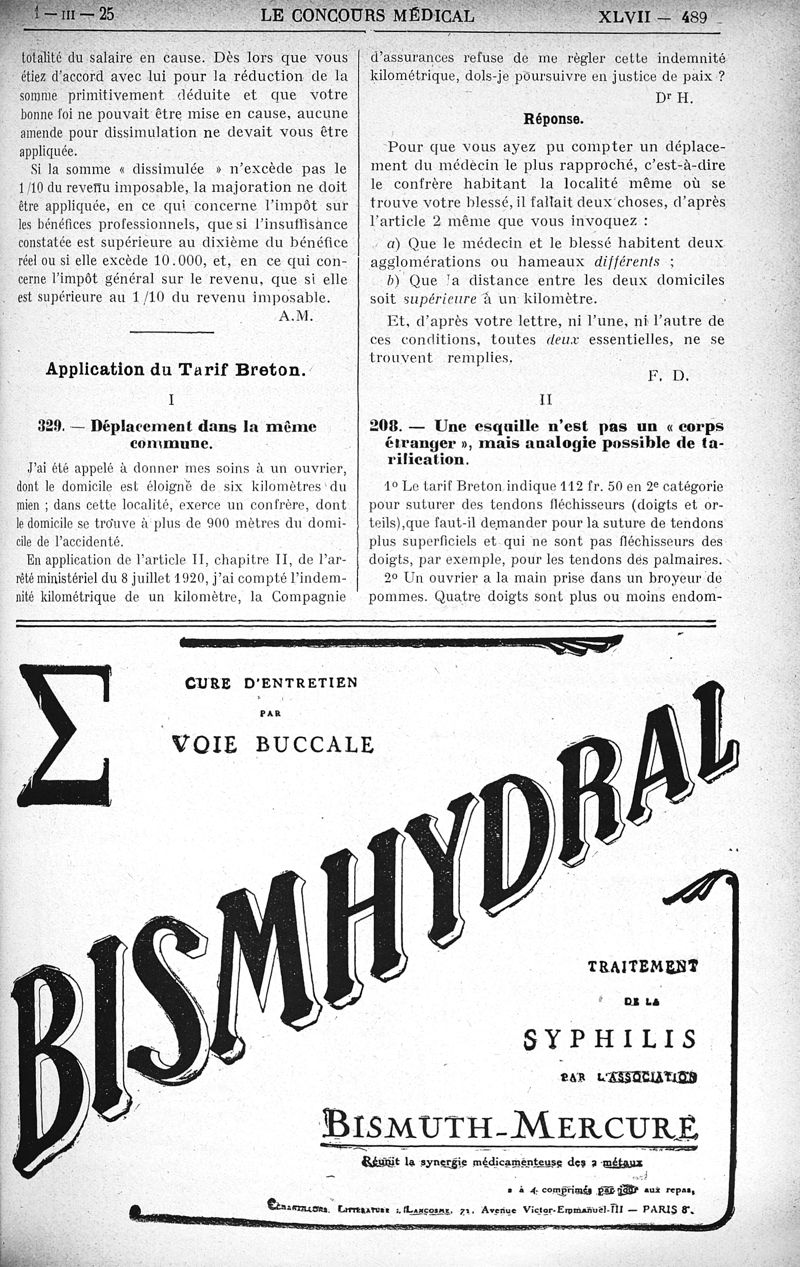 1 — III — 25
LE CONCOURS MÉDICAL
XLVII — 489
totalité du salaire en cause. Dès lors que vous
étiez d'accord avec lui pour la réduction de la
somme primitivement déduite et que votre
bonne foi ne pouvait être mise en cause, aucune
amende pour dissimulation ne devait vous être
appliquée.
Si la somme « dissimulée » n'excède pas le
1/10 du revenu imposable, la majoration ne doit
être appliquée, en ce qui concerne l'impôt sur
les bénéfices professionnels, que si l'insuffisance
constatée est supérieure au dixième du bénéfice
réel ou si elle excède 10.000, et, en ce qui con-
cerne l'impôt général sur le revenu, que si elle
est supérieure au 1/10 du revenu imposable.
A.M.
Application du Tarif Breton.
I
329. — Déplacement dans la même
commune.
J'ai été appelé à donner mes soins à un ouvrier,
dont le domicile est éloigné de six kilomètres du
mien ; dans cette localité, exerce un confrère, dont
le domicile se trouve à plus de 900 mètres du domi-
cile de l'accidenté.
En application de l'article II, chapitre II, de l'ar-
rêté ministériel du 8 juillet 1920, j'ai compté l'indem-
nité kilométrique de un kilomètre, la Compagnie
d'assurances refuse de me régler cette indemnité
kilométrique, dois-je poursuivre en justice de paix ?
Dr H.
Réponse.
Pour que vous ayez pu compter un déplace-
ment du médecin le plus rapproché, c'est-à-dire
le confrère habitant la localité même où se
trouve votre blessé, il fallait deux choses, d'après
l'article 2 même que vous invoquez :
a) Que le médecin et le blessé habitent deux
agglomérations ou hameaux différents ;
b) Que la distance entre les deux domiciles
soit supérieure à un kilomètre.
Et, d'après votre lettre, ni l'une, ni l'autre de
ces conditions, toutes deux essentielles, ne se
trouvent remplies.
F. D.
II
208. — Une esquille n'est pas un « corps
étranger », mais analogie possible de ta-
rification.
1º Le tarif Breton indique 112 fr. 50 en 2e catégorie
pour suturer des tendons fléchisseurs (doigts et or-
teils), que faut-il demander pour la suture de tendons
plus superficiels et qui ne sont pas fléchisseurs des
doigts, par exemple, pour les tendons des palmaires.
2º Un ouvrier a la main prise dans un broyeur de
pommes. Quatre doigts sont plus ou moins endom-
Σ
CURE D'ENTRETIEN
PAR
VOIE BUCCALE
BISMHYDRAL
TRAITEMENT
DE LA
SYPHILIS
PAR L'ASSOCIATION
BISMUTH-MERCURE
Réunit la synergie médicamenteuse des 2 métaux
2 à 4 comprimés par jour aux repas,
ÉCHANTILLONS. LITTÉRATURE : LANCOSME, 71, Avenue Victor-Emmanuel-III — PARIS 8e.